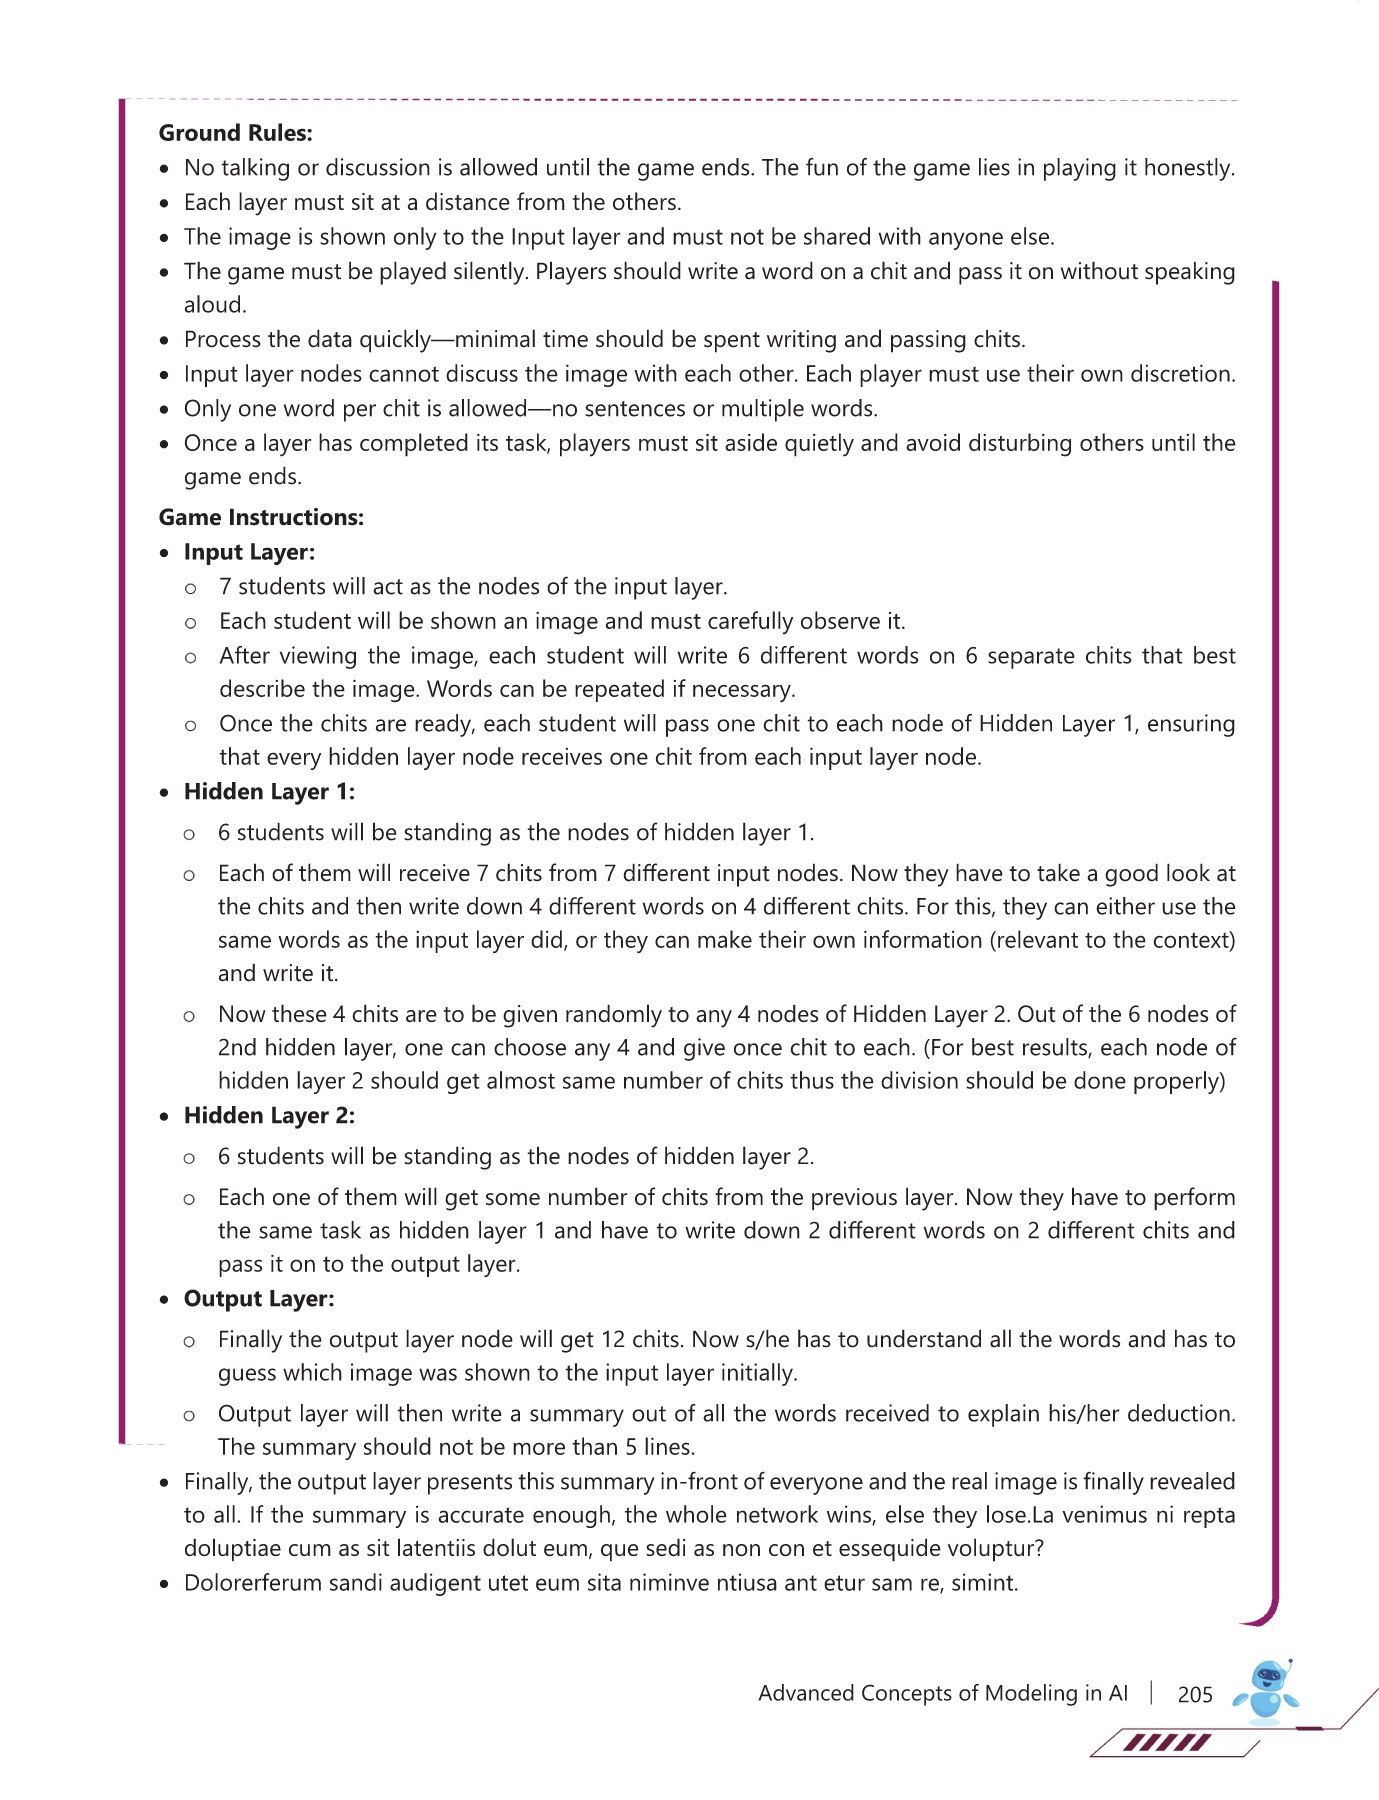 Ground Rules:
• No talking or discussion is allowed until the game ends. The fun of the game lies in playing it honestly.
• Each layer must sit at a distance from the others.
• The image is shown only to the Input layer and must not be shared with anyone else.
• The game must be played silently. Players should write a word on a chit and pass it on without speaking
aloud.
• Process the data quickly—minimal time should be spent writing and passing chits.
• Input layer nodes cannot discuss the image with each other. Each player must use their own discretion.
• Only one word per chit is allowed—no sentences or multiple words.
• Once a layer has completed its task, players must sit aside quietly and avoid disturbing others until the
game ends.
Game Instructions:
• Input Layer:
o 7 students will act as the nodes of the input layer.
o Each student will be shown an image and must carefully observe it.
o After viewing the image, each student will write 6 different words on 6 separate chits that best
describe the image. Words can be repeated if necessary.
o Once the chits are ready, each student will pass one chit to each node of Hidden Layer 1, ensuring
that every hidden layer node receives one chit from each input layer node.
• Hidden Layer 1:
o 6 students will be standing as the nodes of hidden layer 1.
o Each of them will receive 7 chits from 7 different input nodes. Now they have to take a good look at
the chits and then write down 4 different words on 4 different chits. For this, they can either use the
same words as the input layer did, or they can make their own information (relevant to the context)
and write it.
o Now these 4 chits are to be given randomly to any 4 nodes of Hidden Layer 2. Out of the 6 nodes of
2nd hidden layer, one can choose any 4 and give once chit to each. (For best results, each node of
hidden layer 2 should get almost same number of chits thus the division should be done properly)
• Hidden Layer 2:
o 6 students will be standing as the nodes of hidden layer 2.
o Each one of them will get some number of chits from the previous layer. Now they have to perform
the same task as hidden layer 1 and have to write down 2 different words on 2 different chits and
pass it on to the output layer.
• Output Layer:
o Finally the output layer node will get 12 chits. Now s/he has to understand all the words and has to
guess which image was shown to the input layer initially.
o Output layer will then write a summary out of all the words received to explain his/her deduction.
The summary should not be more than 5 lines.
• Finally, the output layer presents this summary in-front of everyone and the real image is finally revealed
to all. If the summary is accurate enough, the whole network wins, else they lose.La venimus ni repta
doluptiae cum as sit latentiis dolut eum, que sedi as non con et essequide voluptur?
• Dolorerferum sandi audigent utet eum sita niminve ntiusa ant etur sam re, simint.
Advanced Concepts of Modeling in AI | 205